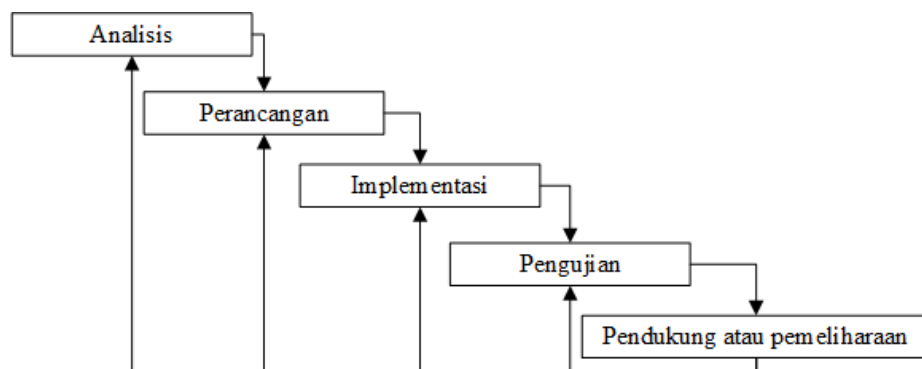 Analisis
Perancangan
Implementasi
Pengujian
Pendukung atau pemeliharaan